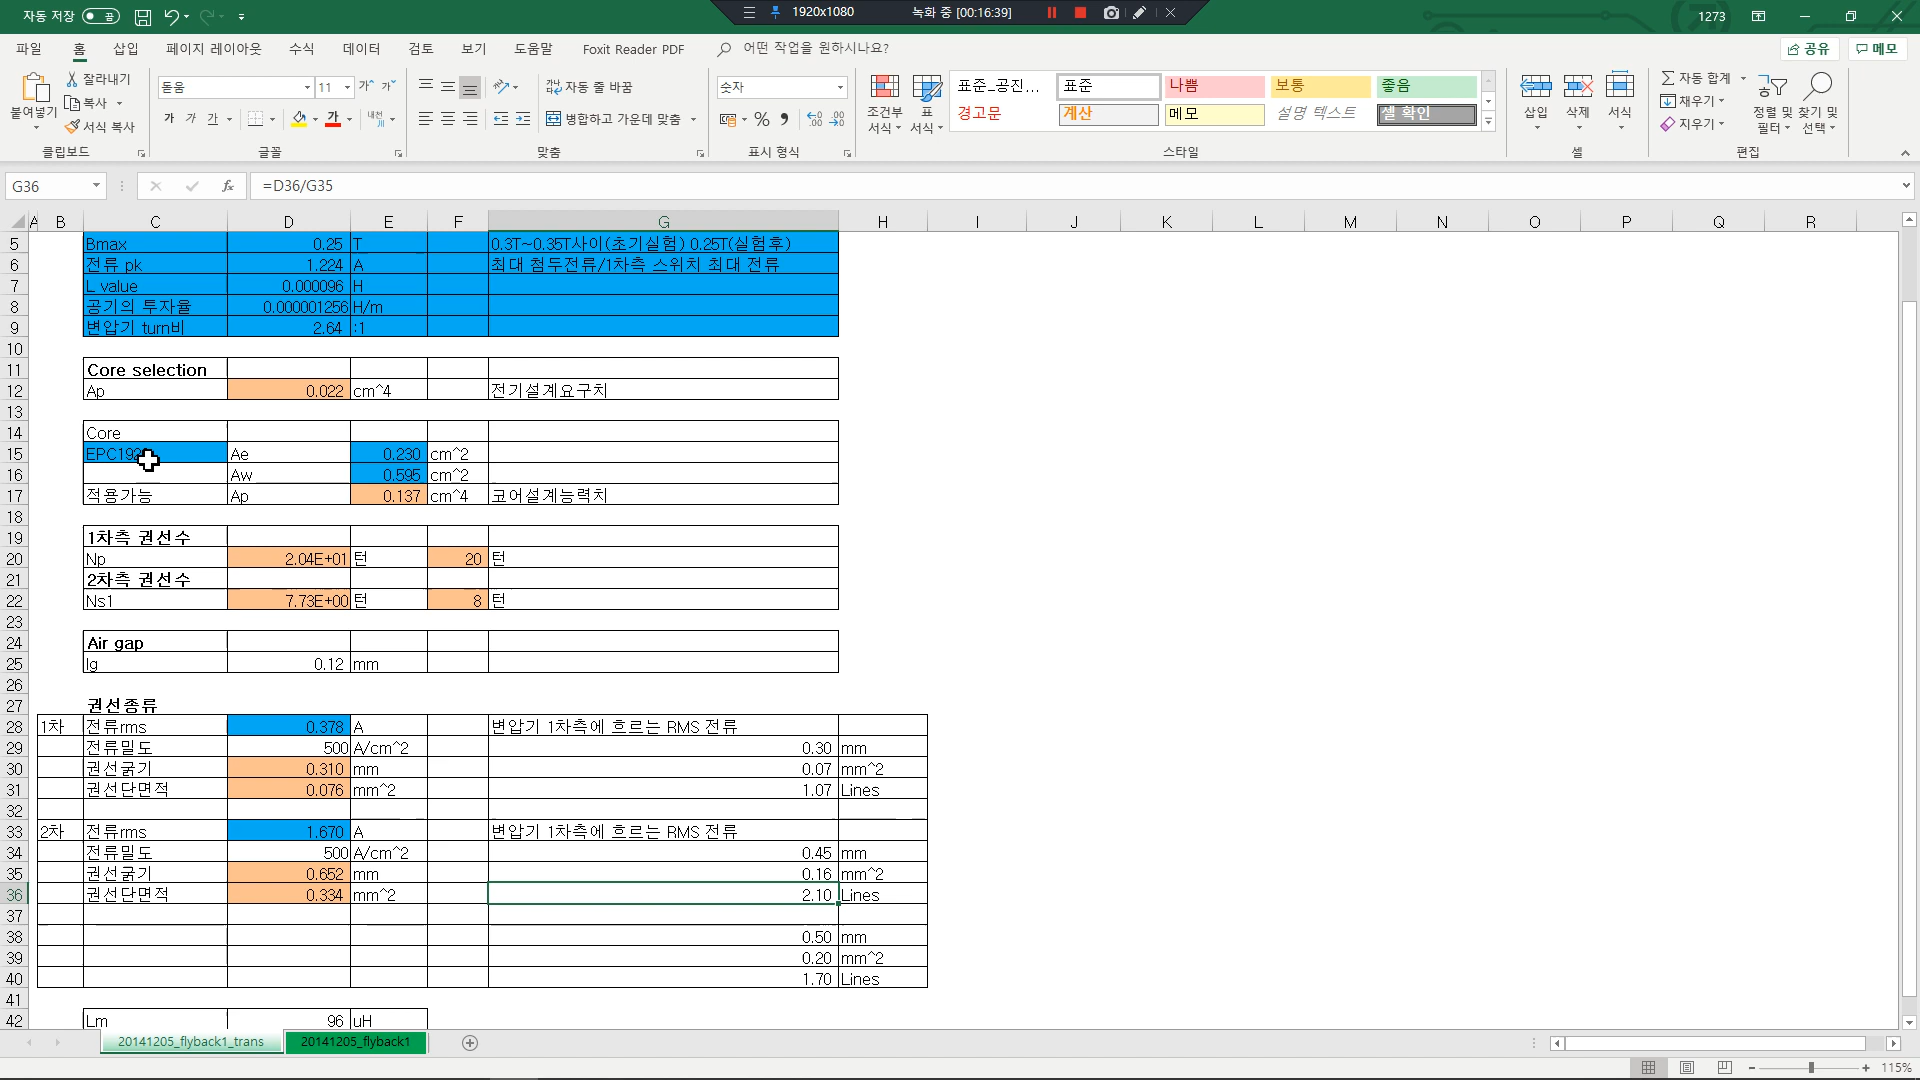 자동 저장 끔
1920x1080 녹화 중 [00:16:39]
1273
파일 홈 삽입 페이지 레이아웃 수식 데이터 검토 보기 도움말 Foxit Reader PDF 어떤 작업을 원하시나요? 공유 메모
붙여넣기 잘라내기 복사 서식 복사 클립보드
돋움 11 가 가 가 가 글꼴
자동 줄 바꿈 병합하고 가운데 맞춤 맞춤
숫자 % 표시 형식
조건부 서식 표 서식
표준_공진... 표준 나쁨 보통 좋음
경고문 계산 메모 설명 텍스트 셀 확인
스타일
삽입 삭제 서식 셀
자동 합계 채우기 지우기 정렬 및 필터 찾기 및 선택 편집
G36 fx =D36/G35
A B C D E F G H I J K L M N O P Q R
5 Bmax 0.25 T 0.3T~0.35T사이(초기실험) 0.25T(실험후)
6 전류 pk 1.224 A 최대 첨두전류/1차측 스위치 최대 전류
7 L value 0.000096 H
8 공기의 투자율 0.000001256 H/m
9 변압기 turn비 2.64 :1
10
11 Core selection
12 Ap 0.022 cm^4 전기설계요구치
13
14 Core
15 Ae 0.230 cm^2
16 Aw 0.595 cm^2
17 적용가능 Ap 0.137 cm^4 코어설계능력치
18
19 1차측 권선수
20 Np 2.04E+01 턴 20 턴
21 2차측 권선수
22 Ns1 7.73E+00 턴 8 턴
23
24 Air gap
25 lg 0.12 mm
26
27 권선종류
28 1차 전류rms 0.378 A 변압기 1차측에 흐르는 RMS 전류
29 전류밀도 500 A/cm^2 0.30 mm
30 권선굵기 0.310 mm 0.07 mm^2
31 권선단면적 0.076 mm^2 1.07 Lines
32
33 2차 전류rms 1.670 A 변압기 1차측에 흐르는 RMS 전류
34 전류밀도 500 A/cm^2 0.45 mm
35 권선굵기 0.652 mm 0.16 mm^2
36 권선단면적 0.334 mm^2 2.10 Lines
37
38 0.50 mm
39 0.20 mm^2
40 1.70 Lines
41
42 Lm 96 uH
20141205_flyback1_trans 20141205_flyback1
115%